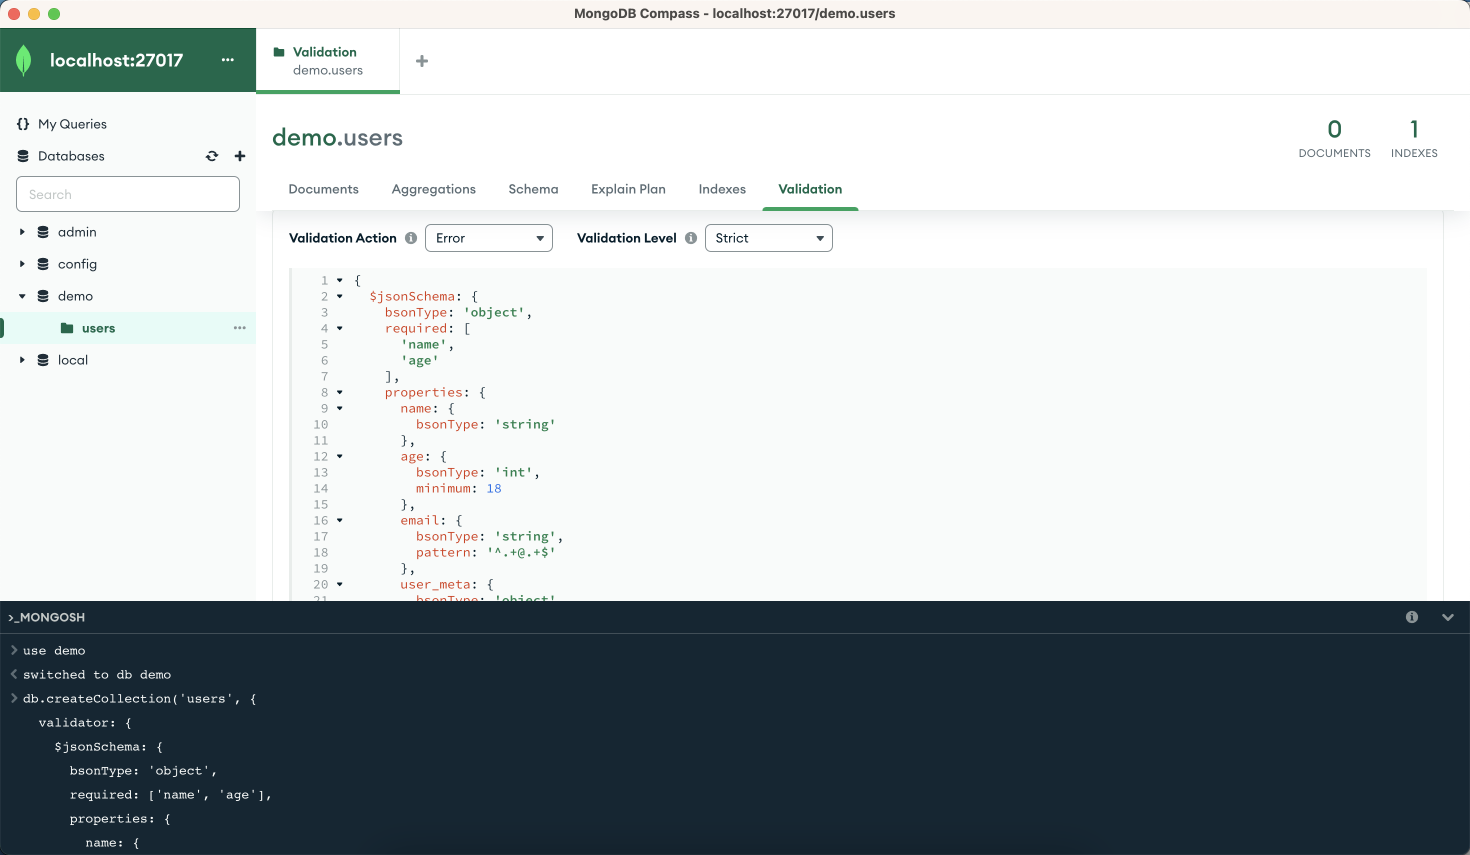 MongoDB Compass - localhost:27017/demo.users
localhost:27017
Validation
demo.users
{} My Queries
Databases
Search
admin
config
demo
users
local
demo.users
0
DOCUMENTS
1
INDEXES
Documents Aggregations Schema Explain Plan Indexes Validation
Validation Action Error Validation Level Strict
1 {
2 $jsonSchema: {
3 bsonType: 'object',
4 required: [
5 'name',
6 'age'
7 ],
8 properties: {
9 name: {
10 bsonType: 'string'
11 },
12 age: {
13 bsonType: 'int',
14 minimum: 18
15 },
16 email: {
17 bsonType: 'string',
18 pattern: '^.+@.+$'
19 },
20 user_meta: {
21 bsonType: 'object'
>_MONGOSH
> use demo
< switched to db demo
> db.createCollection('users', {
validator: {
$jsonSchema: {
bsonType: 'object',
required: ['name', 'age'],
properties: {
name: {